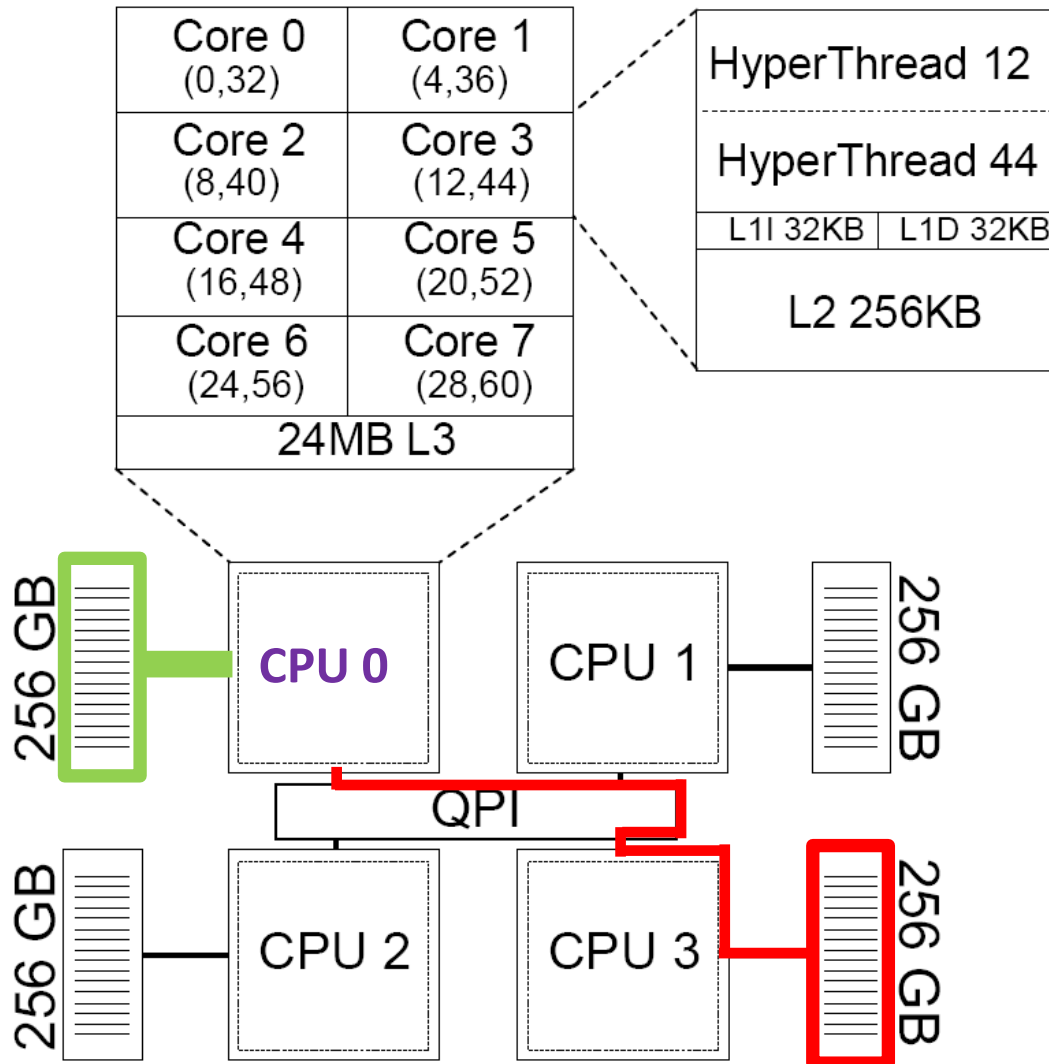 Core 0
(0,32)
Core 1
(4,36)
Core 2
(8,40)
Core 3
(12,44)
Core 4
(16,48)
Core 5
(20,52)
Core 6
(24,56)
Core 7
(28,60)
24MB L3
HyperThread 12
HyperThread 44
L1I 32KB
L1D 32KB
L2 256KB
256 GB
CPU 0
CPU 1
256 GB
QPI
256 GB
CPU 2
CPU 3
256 GB